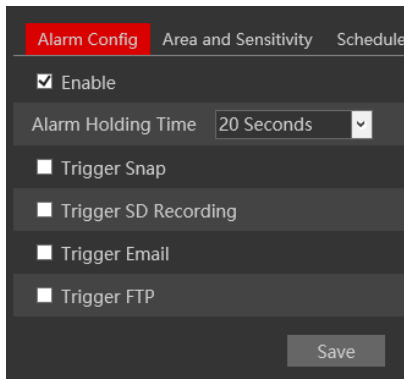 Alarm Config Area and Sensitivity Schedule
Enable
Alarm Holding Time 20 Seconds
Trigger Snap
Trigger SD Recording
Trigger Email
Trigger FTP
Save